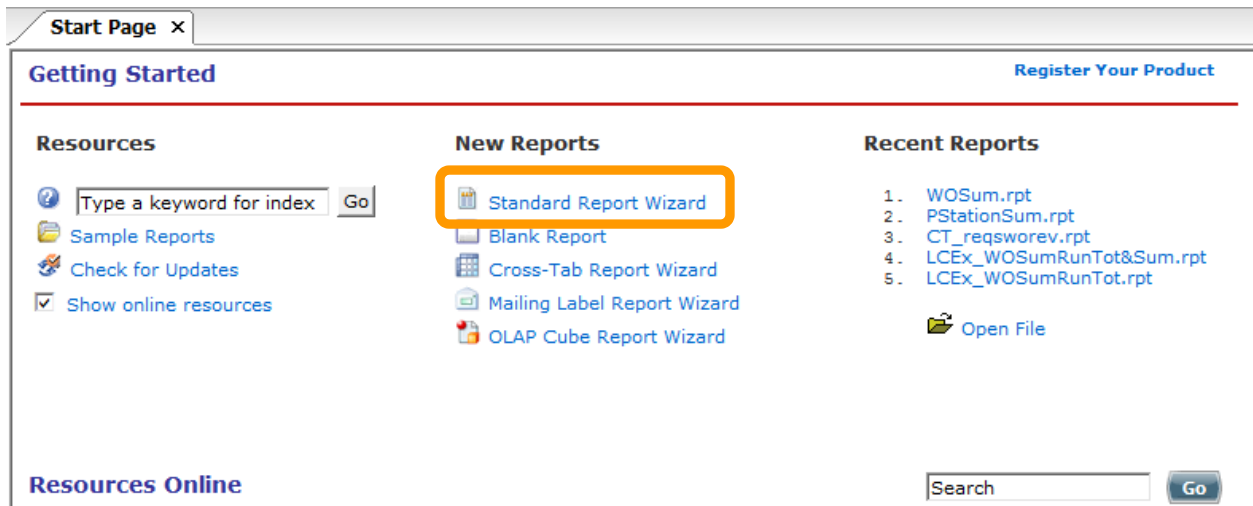 Start Page ×
Getting Started
Register Your Product
Resources
Type a keyword for index
Go
Sample Reports
Check for Updates
Show online resources
New Reports
Standard Report Wizard
Blank Report
Cross-Tab Report Wizard
Mailing Label Report Wizard
OLAP Cube Report Wizard
Recent Reports
1. WOSum.rpt
2. PStationSum.rpt
3. CT_reqsworev.rpt
4. LCEx_WOSumRunTot&Sum.rpt
5. LCEx_WOSumRunTot.rpt
Open File
Resources Online
Search
Go